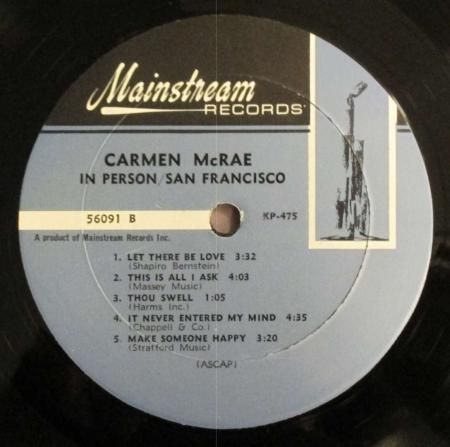 Mainstream
RECORDS
CARMEN McRAE
IN PERSON/SAN FRANCISCO
56091 B
KP-475
A product of Mainstream Records Inc.
1. LET THERE BE LOVE 3:32
(Shapiro Bernstein)
2. THIS IS ALL I ASK 4:03
(Massey Music)
3. THOU SWELL 1:05
(Harms Inc.)
4. IT NEVER ENTERED MY MIND 4:35
(Chappell & Co.)
5. MAKE SOMEONE HAPPY 3:20
(Stratford Music)
(ASCAP)